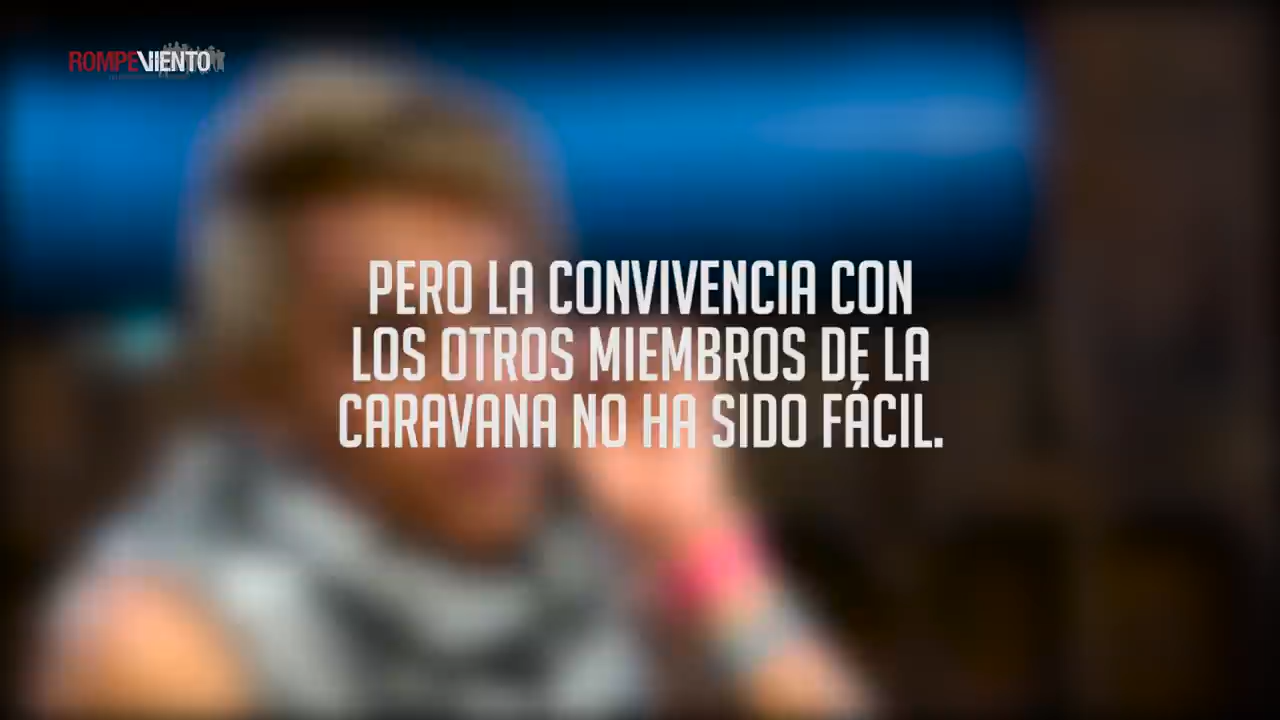 ROMPEVIENTO
PERO LA CONVIVENCIA CON
LOS OTROS MIEMBROS DE LA
CARAVANA NO HA SIDO FÁCIL.